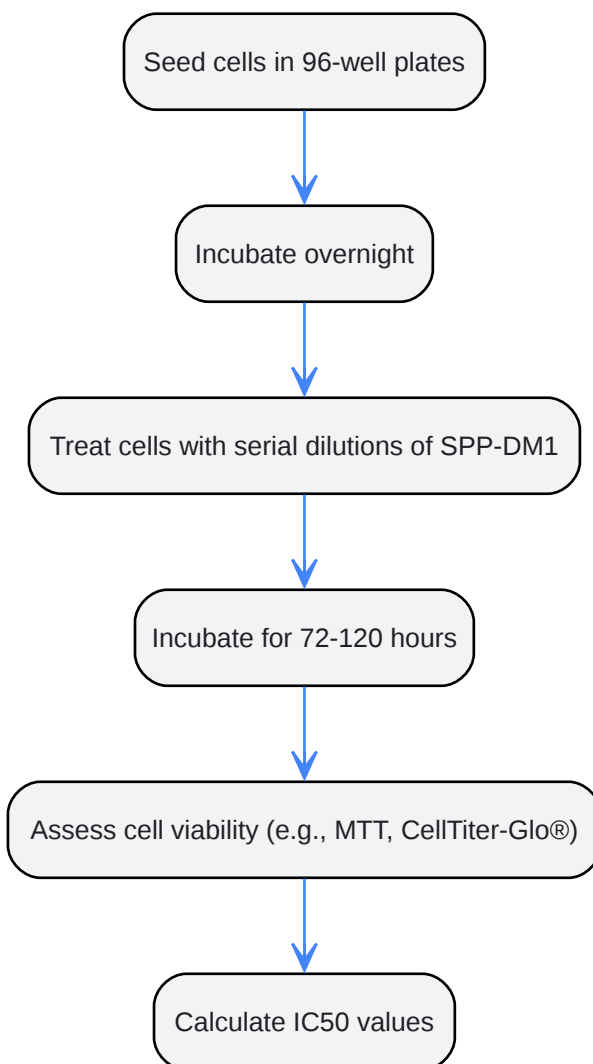 Seed cells in 96-well plates
Incubate overnight
Treat cells with serial dilutions of SPP-DM1
Incubate for 72-120 hours
Assess cell viability (e.g., MTT, CellTiter-Glo®)
Calculate IC50 values